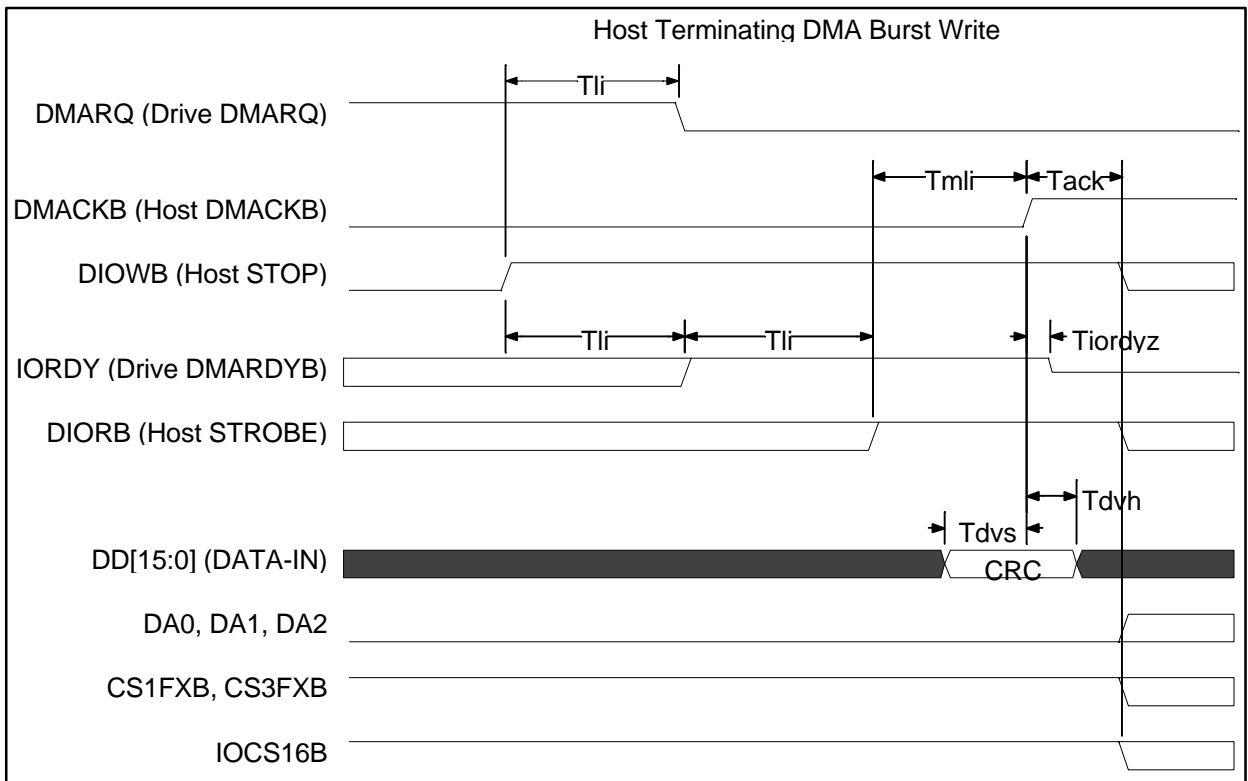 Host Terminating DMA Burst Write
Tli
DMARQ (Drive DMARQ)
Tmli
Tack
DMACKB (Host DMACKB)
DIOWB (Host STOP)
Tli
Tli
Tiordyz
IORDY (Drive DMARDYB)
DIORB (Host STROBE)
Tdvh
Tdvs
DD[15:0] (DATA-IN)
CRC
DA0, DA1, DA2
CS1FXB, CS3FXB
IOCS16B